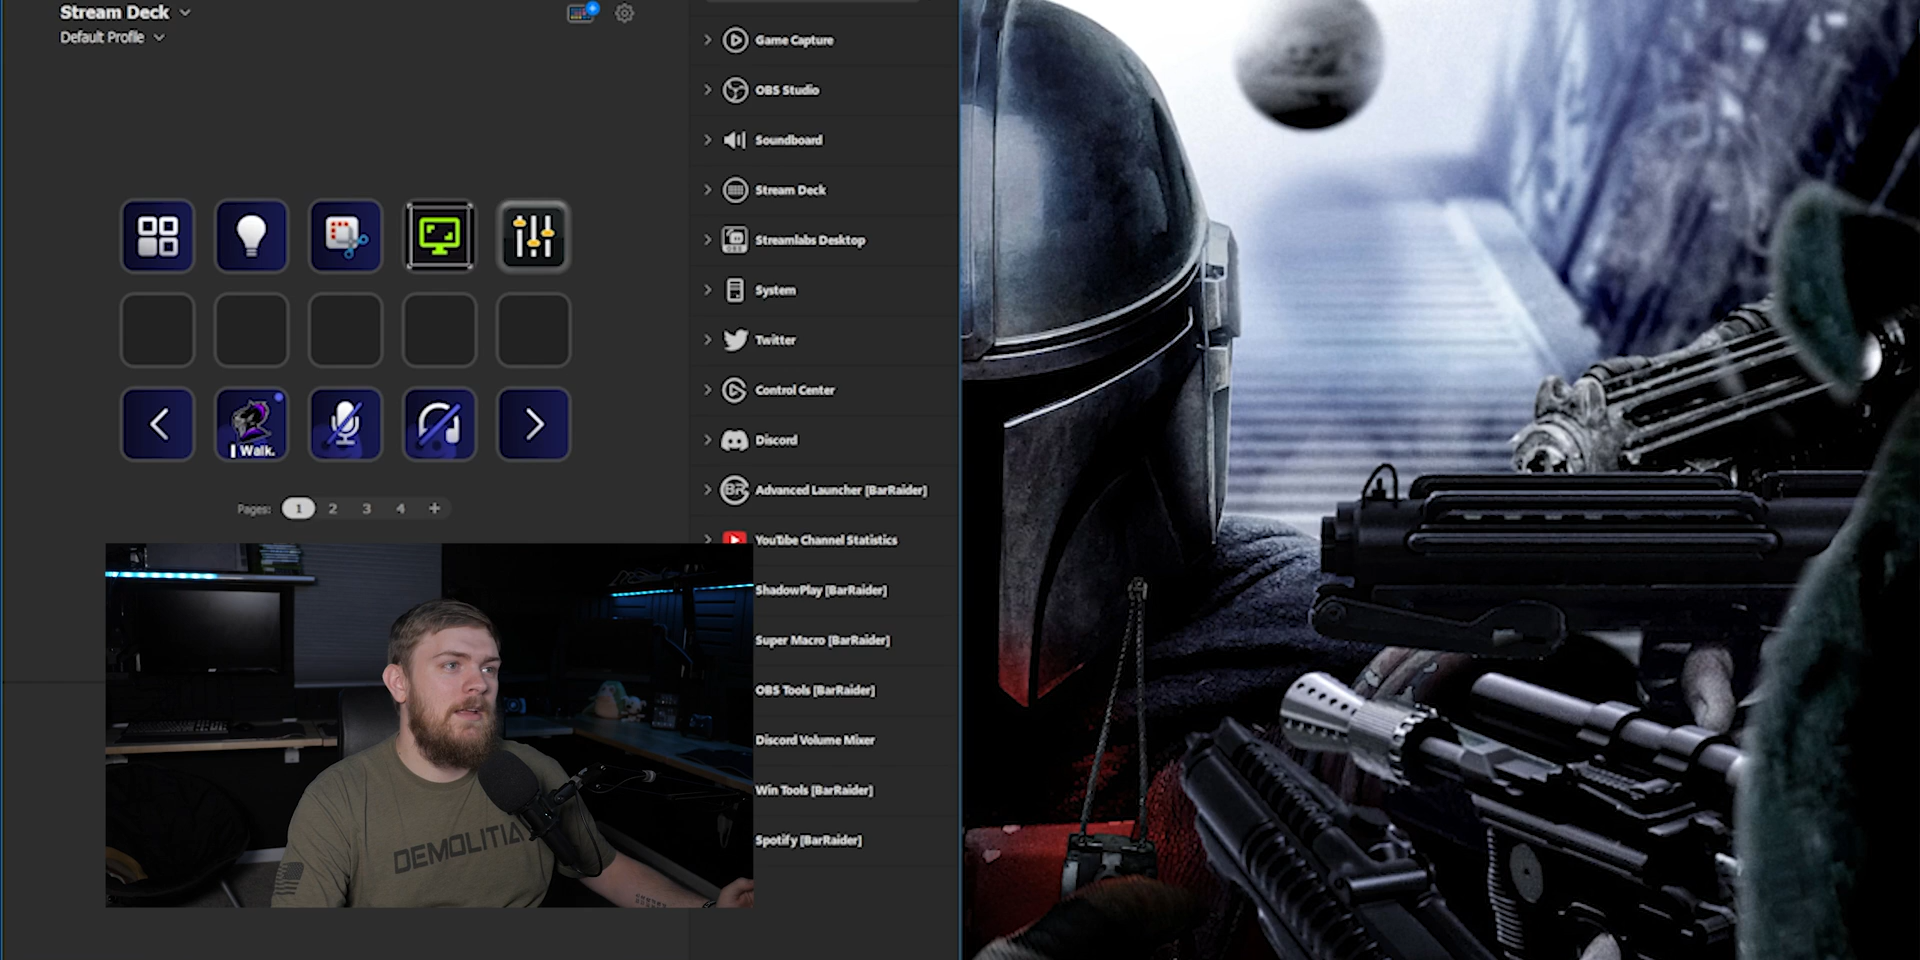 Stream Deck
Default Profile
Walk.
Pages: 1 2 3 4 +
Game Capture
OBS Studio
Soundboard
Stream Deck
Streamlabs Desktop
System
Twitter
Control Center
Discord
Advanced Launcher [BarRaider]
YouTube Channel Statistics
ShadowPlay [BarRaider]
Super Macro [BarRaider]
OBS Tools [BarRaider]
Discord Volume Mixer
Win Tools [BarRaider]
Spotify [BarRaider]
DEMOLITIA